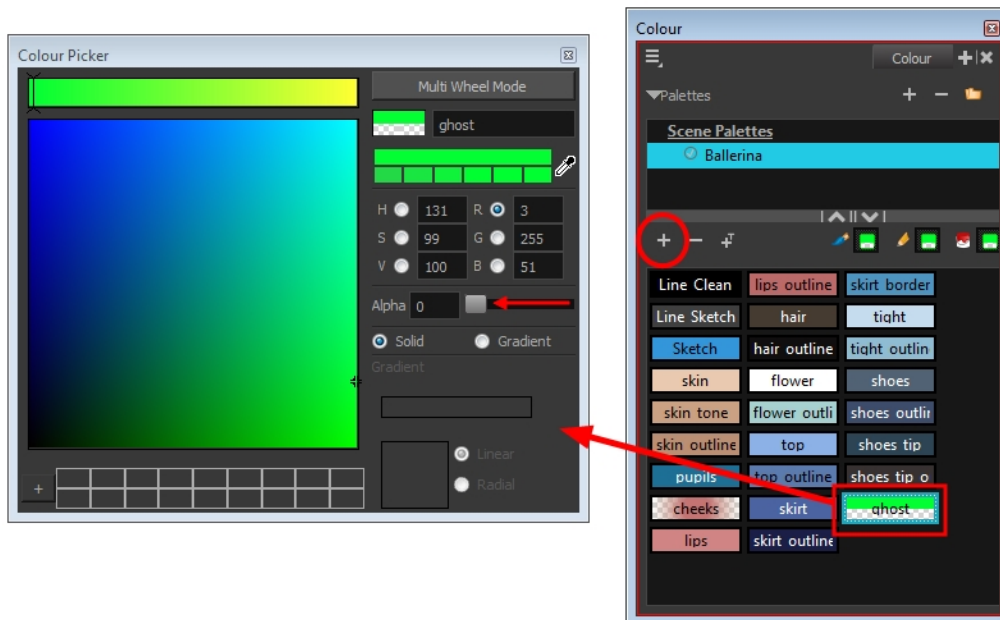 Colour Picker
Multi Wheel Mode
ghost
H 131 R 3
S 99 G 255
V 100 B 51
Alpha 0
Solid Gradient
Gradient
Linear
Radial
+
Colour
Colour
Palettes
Scene Palettes
Ballerina
Line Clean lips outline skirt border
Line Sketch hair tight
Sketch hair outline tight outlin
skin flower shoes
skin tone flower outli shoes outlir
skin outline top shoes tip
pupils top outline shoes tip o
cheeks skirt ghost
lips skirt outline